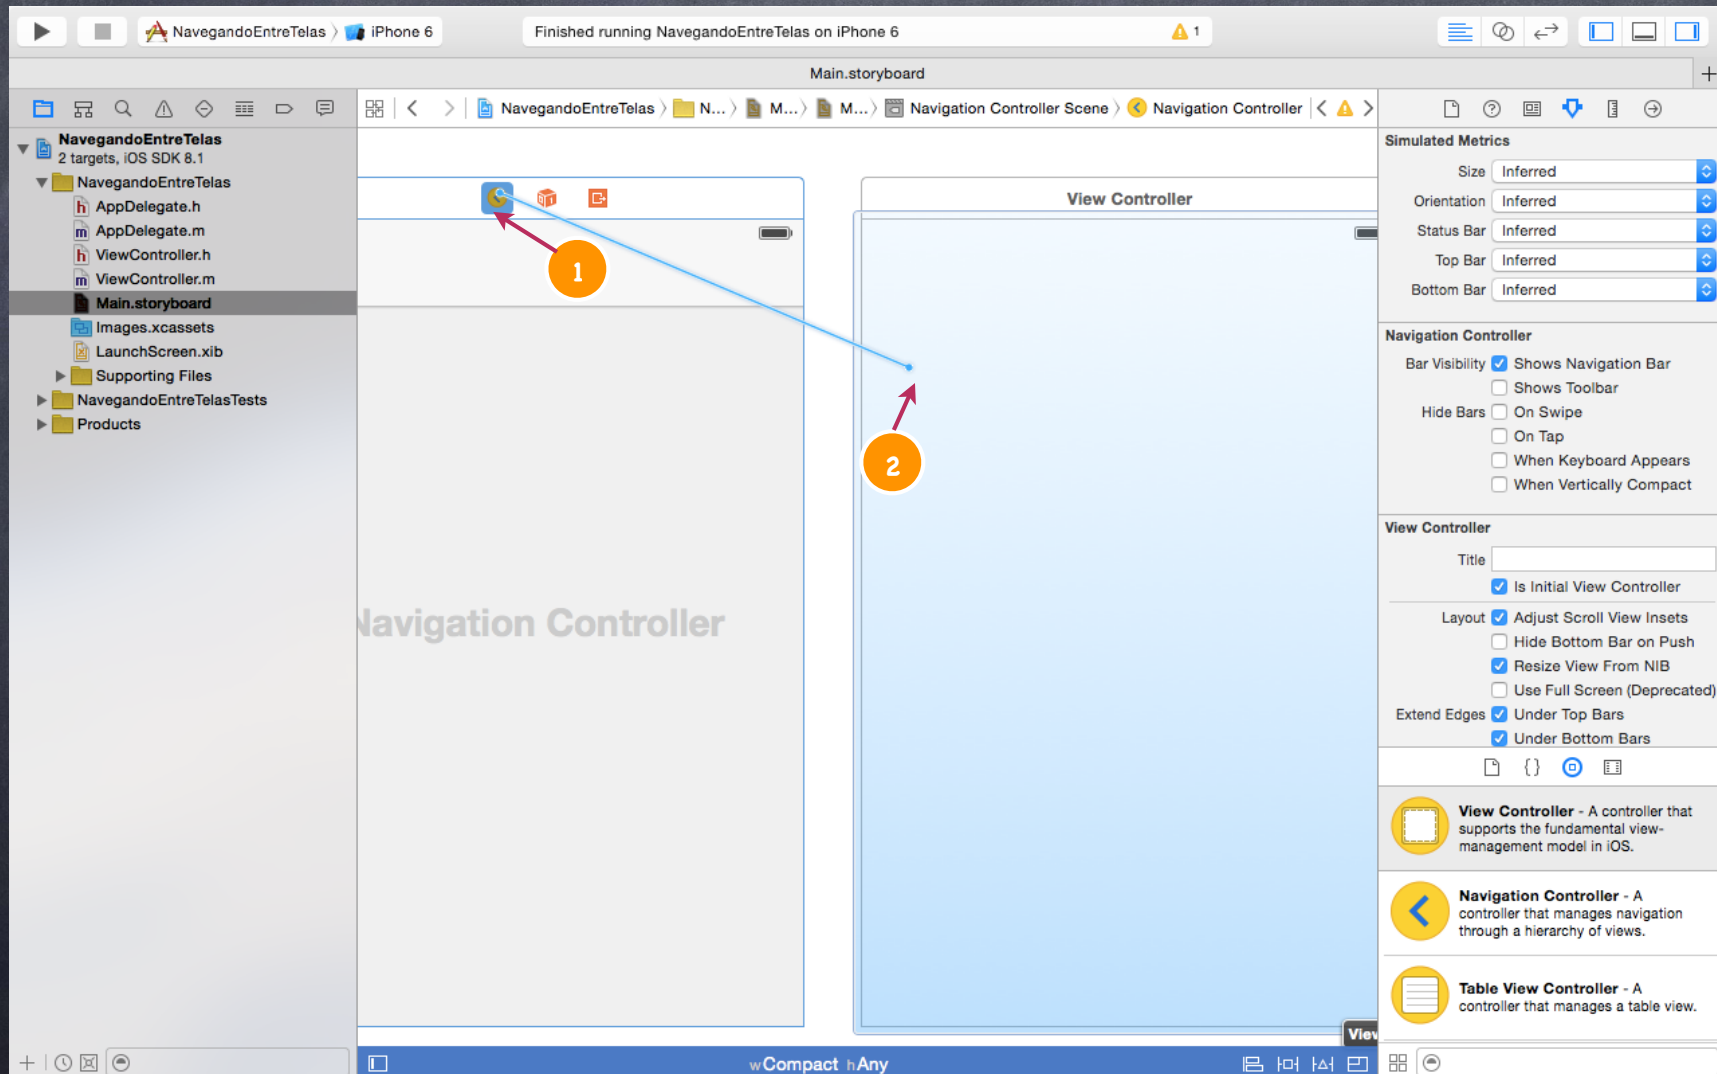 NavegandoEntreTelas iPhone 6
Finished running NavegandoEntreTelas on iPhone 6
1
Main.storyboard
NavegandoEntreTelas N... M... M... Navigation Controller Scene Navigation Controller
NavegandoEntreTelas
2 targets, iOS SDK 8.1
NavegandoEntreTelas
h AppDelegate.h
m AppDelegate.m
h ViewController.h
m ViewController.m
Main.storyboard
Images.xcassets
LaunchScreen.xib
Supporting Files
NavegandoEntreTelasTests
Products
View Controller
1
2
Navigation Controller
View
wCompact hAny
Simulated Metrics
Size Inferred
Orientation Inferred
Status Bar Inferred
Top Bar Inferred
Bottom Bar Inferred
Navigation Controller
Bar Visibility Shows Navigation Bar
Shows Toolbar
Hide Bars On Swipe
On Tap
When Keyboard Appears
When Vertically Compact
View Controller
Title
Is Initial View Controller
Layout Adjust Scroll View Insets
Hide Bottom Bar on Push
Resize View From NIB
Use Full Screen (Deprecated)
Extend Edges Under Top Bars
Under Bottom Bars
{ }
View Controller - A controller that
supports the fundamental view-
management model in iOS.
Navigation Controller - A
controller that manages navigation
through a hierarchy of views.
Table View Controller - A
controller that manages a table view.